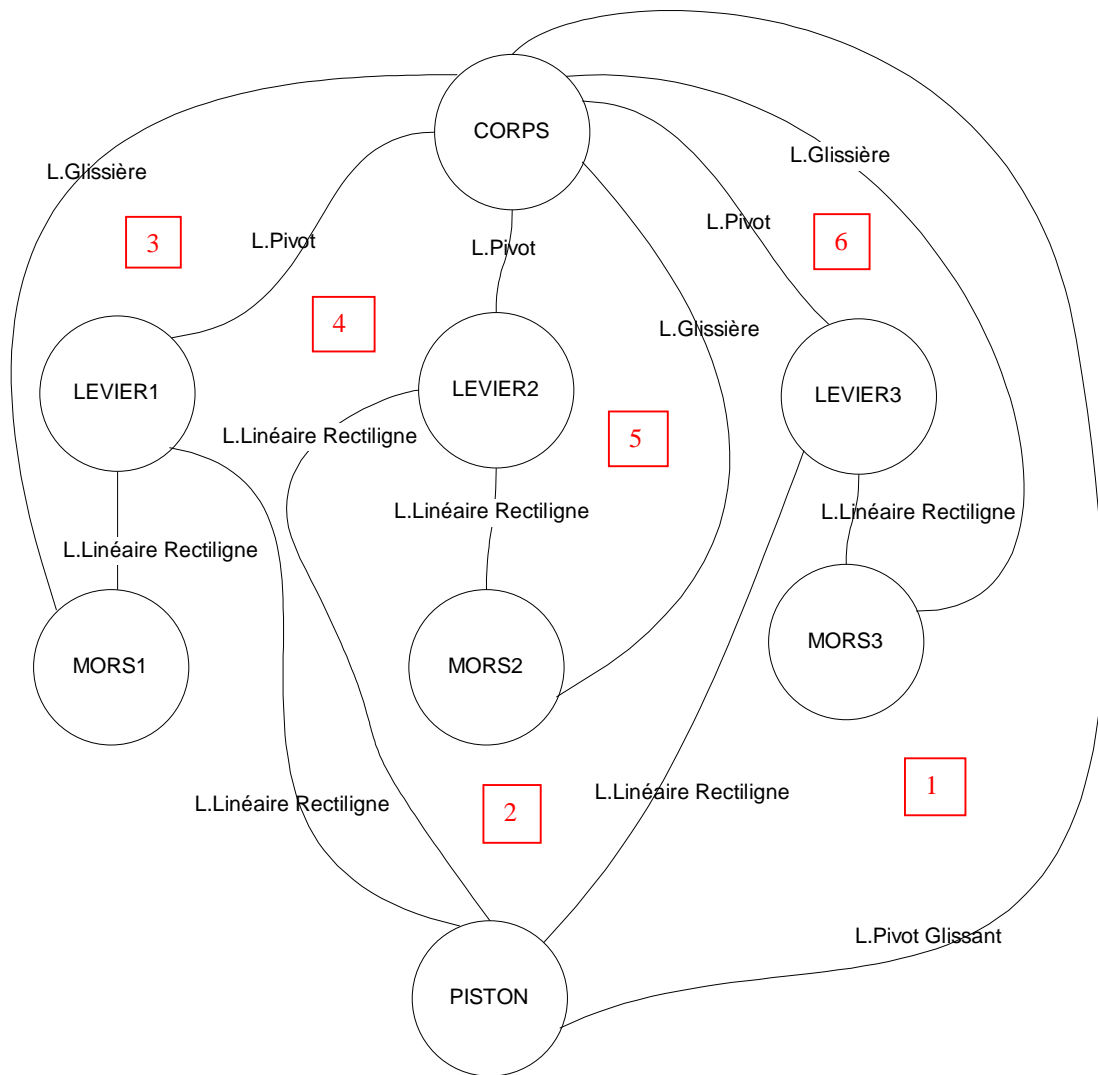 CORPS
L.Glissière
L.Glissière
3
L.Pivot
L.Pivot
L.Pivot
6
4
L.Glissière
LEVIER1
LEVIER2
LEVIER3
L.Linéaire Rectiligne
5
L.Linéaire Rectiligne
L.Linéaire Rectiligne
L.Linéaire Rectiligne
MORS1
MORS2
MORS3
L.Linéaire Rectiligne
2
L.Linéaire Rectiligne
1
L.Pivot Glissant
PISTON